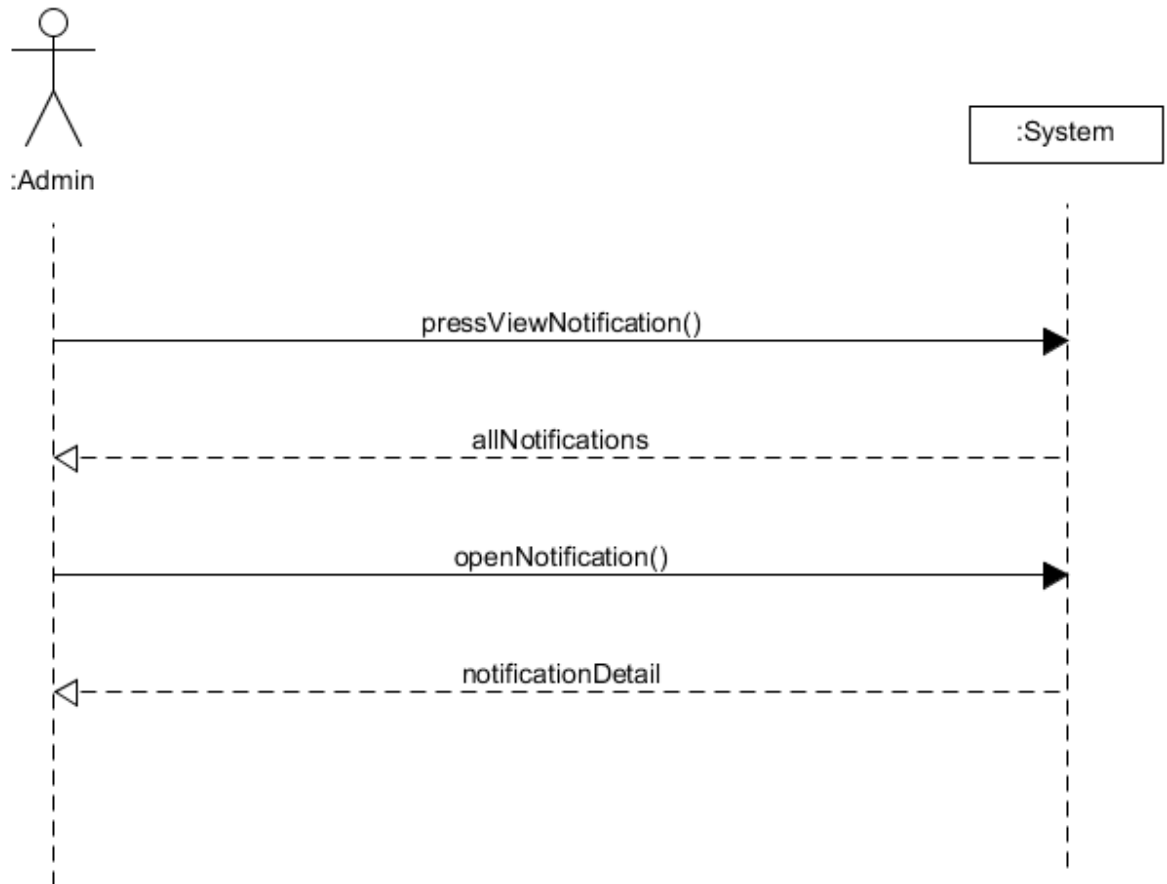 :System
:Admin
pressViewNotification()
allNotifications
openNotification()
notificationDetail